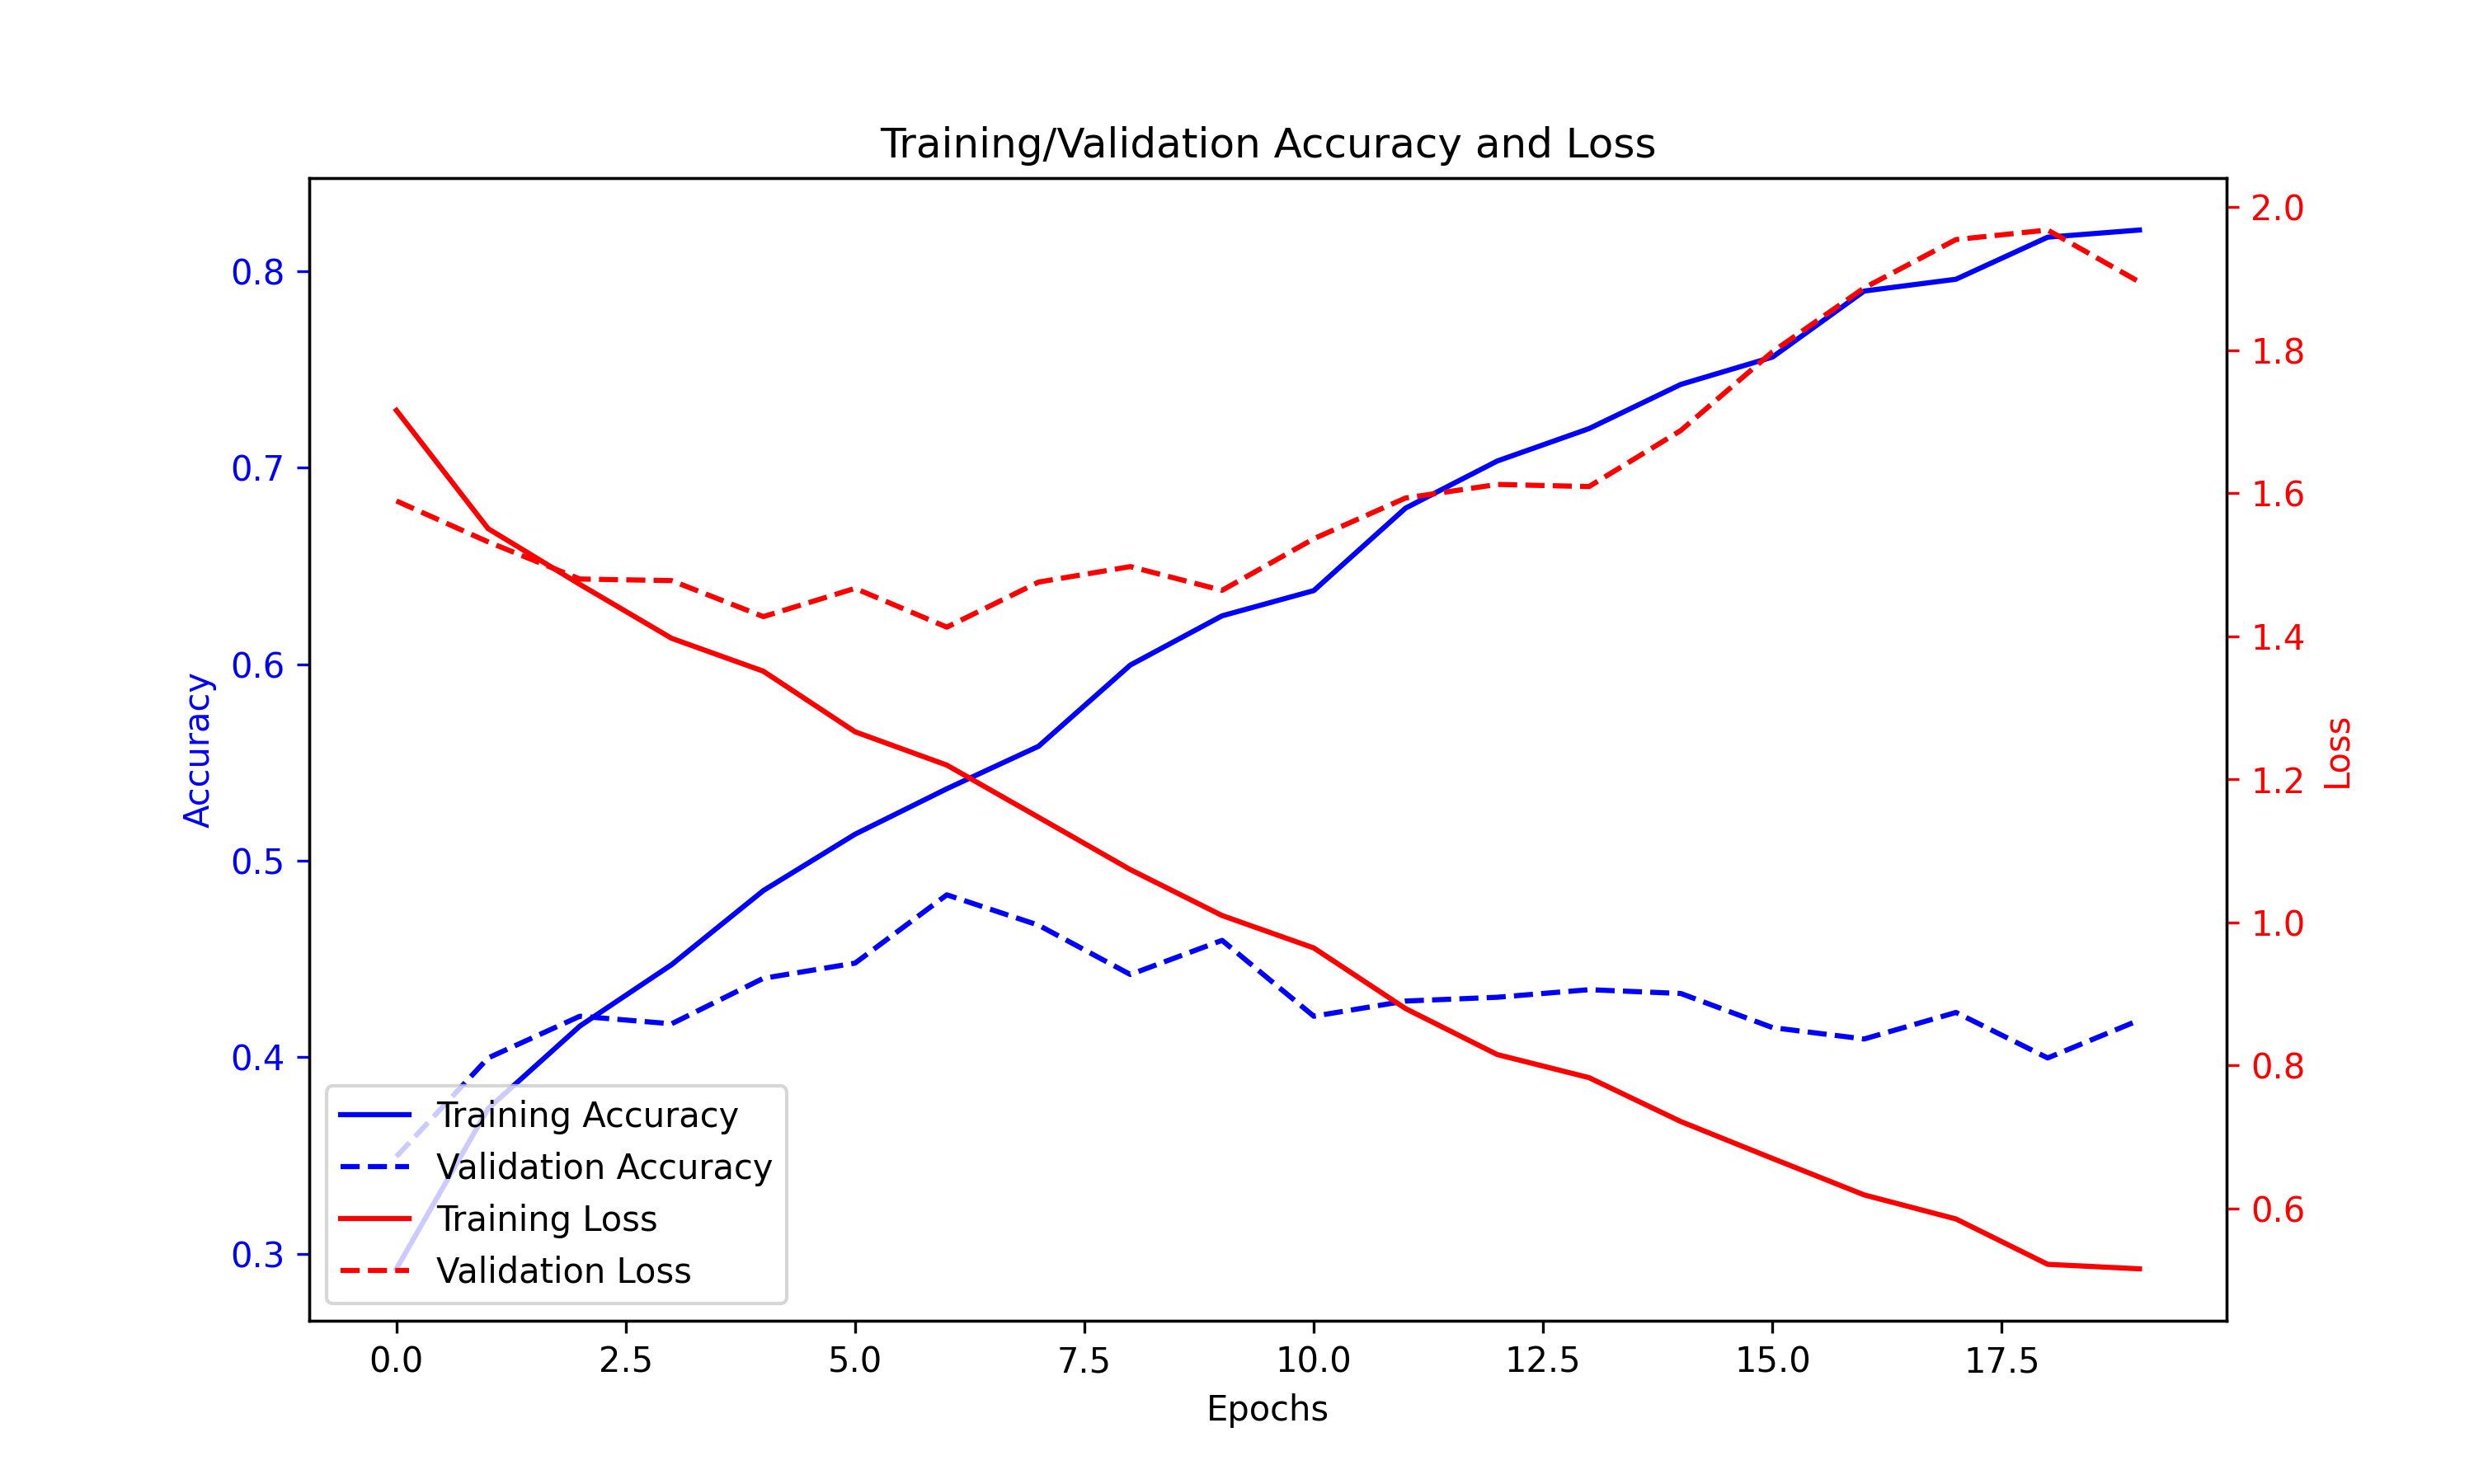 Training/Validation Accuracy and Loss
Accuracy
0.8
0.7
0.6
0.5
0.4
0.3
2.0
1.8
1.6
1.4
1.2
1.0
0.8
0.6
Loss
Training Accuracy
Validation Accuracy
Training Loss
Validation Loss
0.0 2.5 5.0 7.5 10.0 12.5 15.0 17.5
Epochs